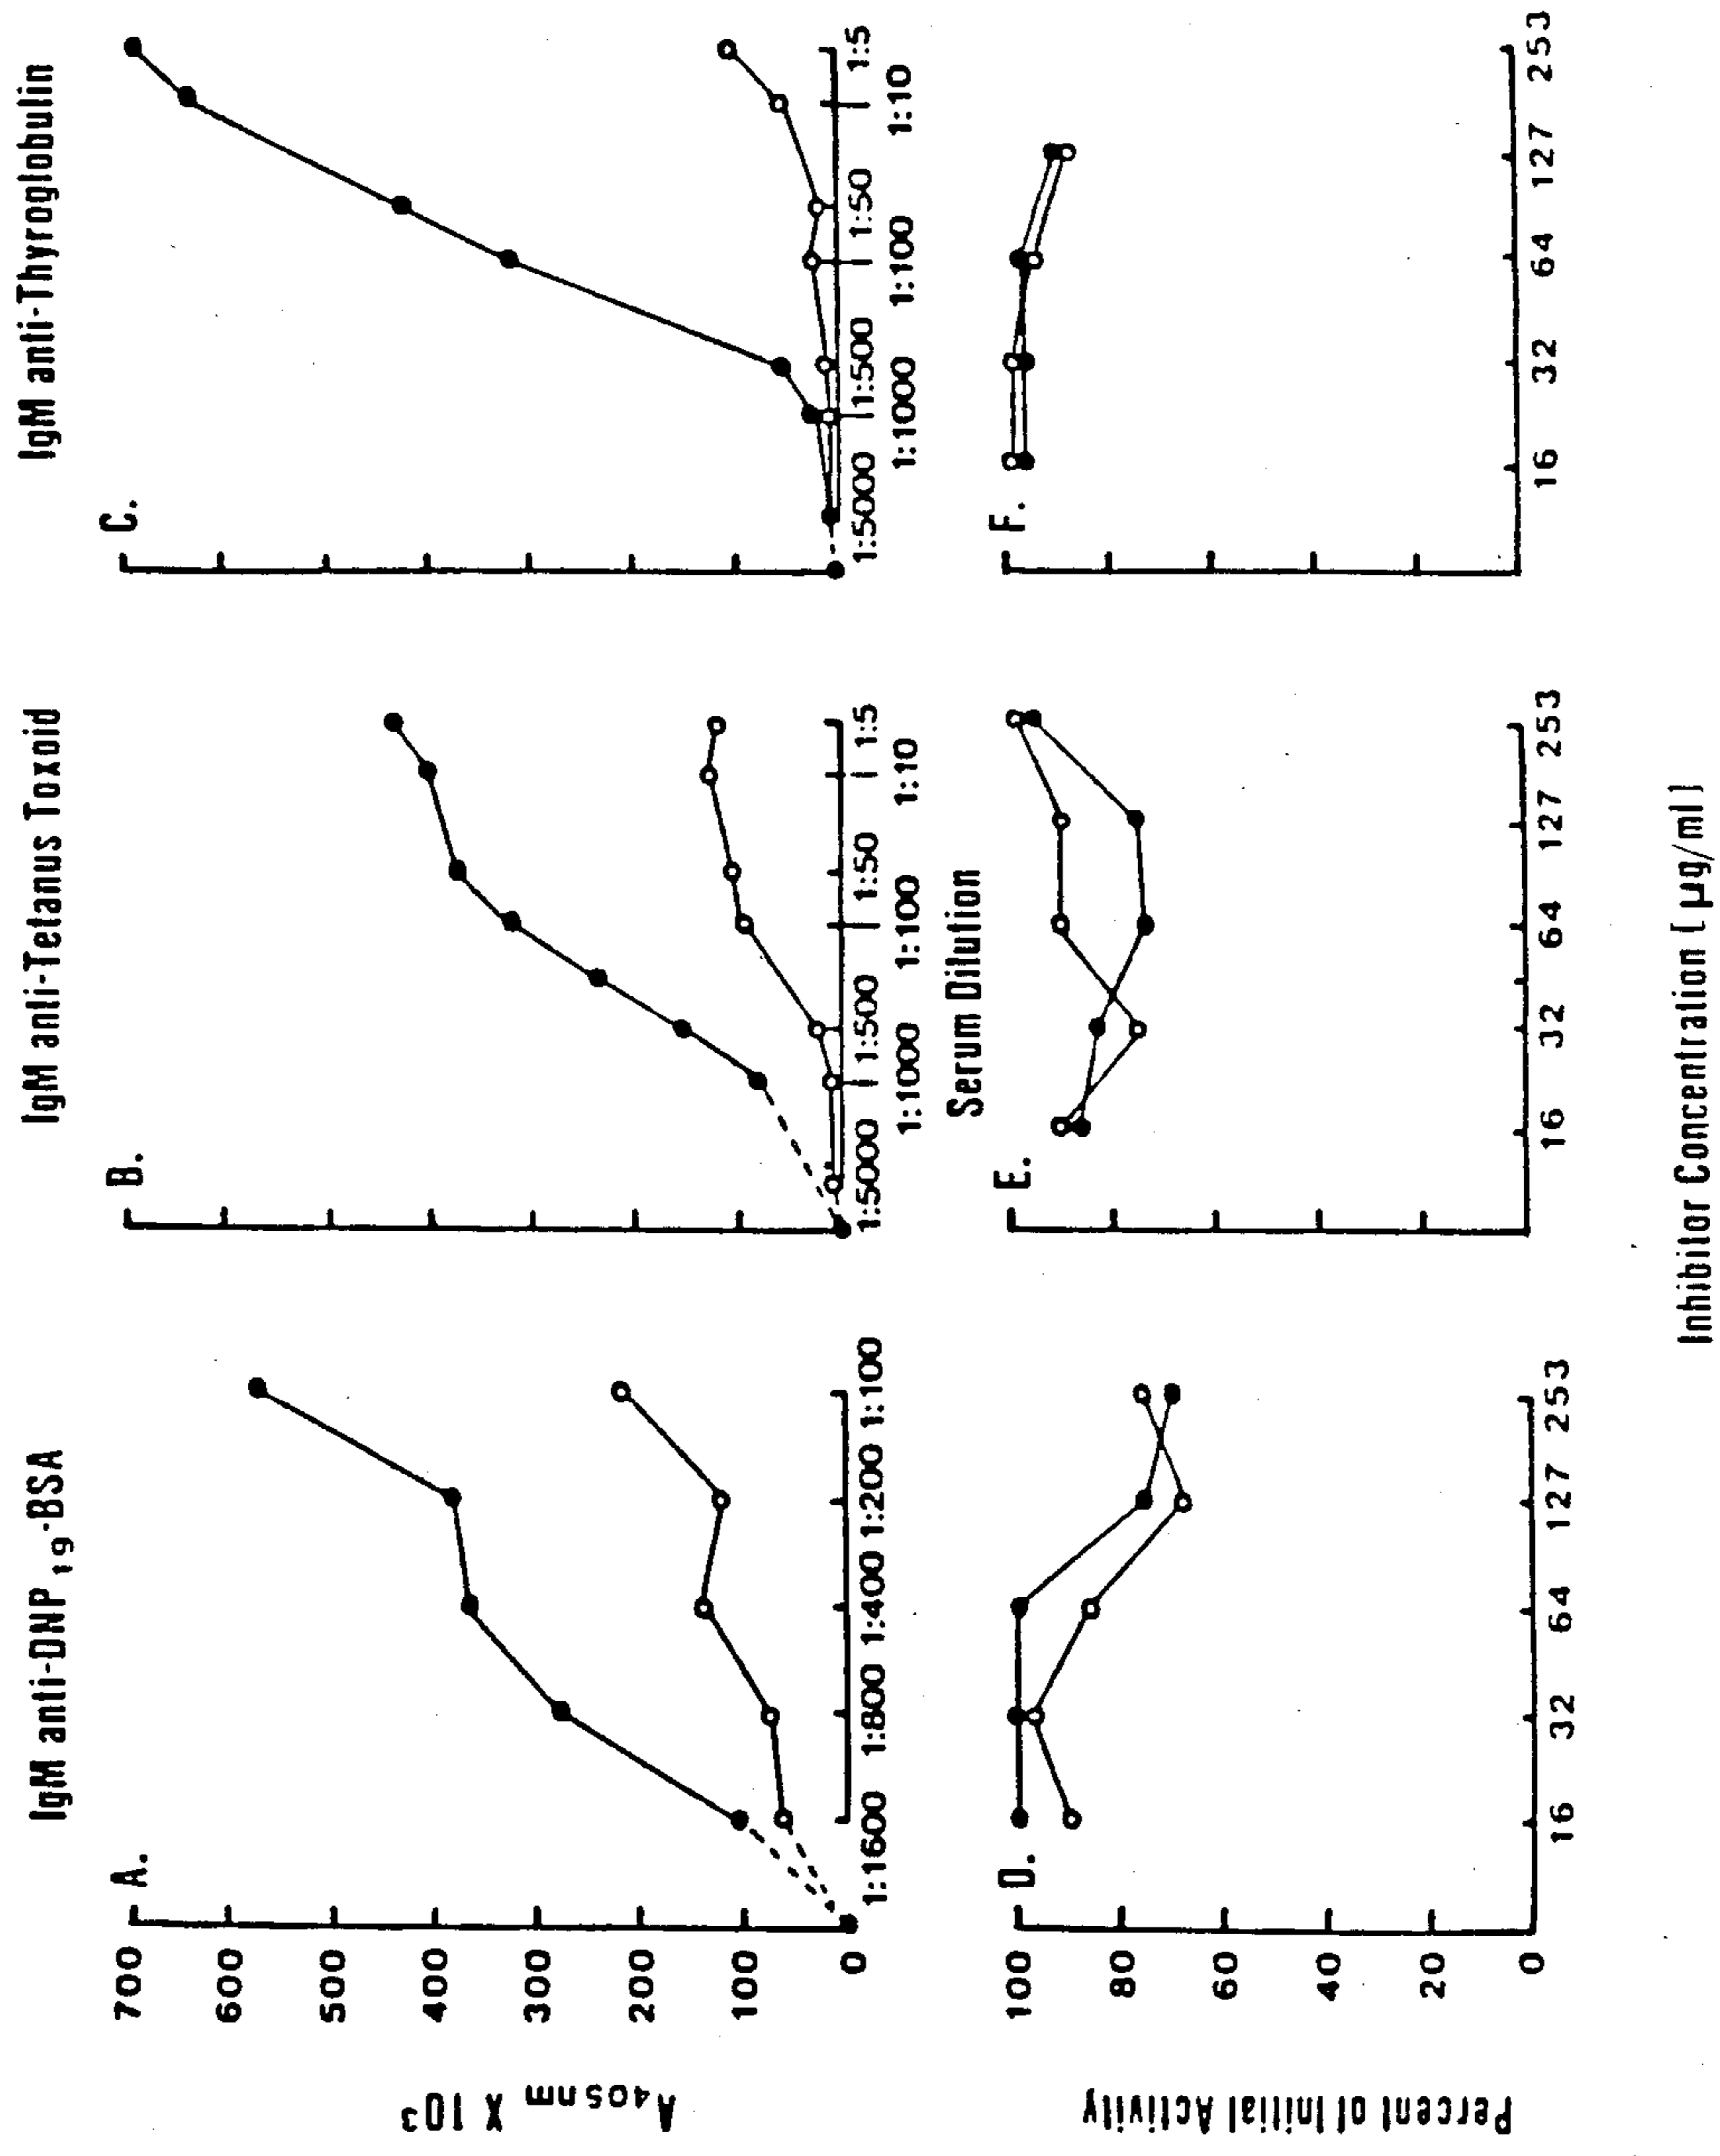 IgM anti-DNP19-BSA
IgM anti-Tetanus Toxoid
IgM anti-Thyroglobulin
A.
B.
C.
A405nm X 10³
700
600
500
400
300
200
100
0
1:1600 1:800 1:400 1:200 1:100
1:5000 1:500 1:50 1:5
1:1000 1:100 1:10
1:5000 1:500 1:50 1:5
1:1000 1:100 1:10
Serum Dilution
D.
E.
F.
Percent of Initial Activity
100
80
60
40
20
0
16 32 64 127 253
16 32 64 127 253
16 32 64 127 253
Inhibitor Concentration [µg/ml]